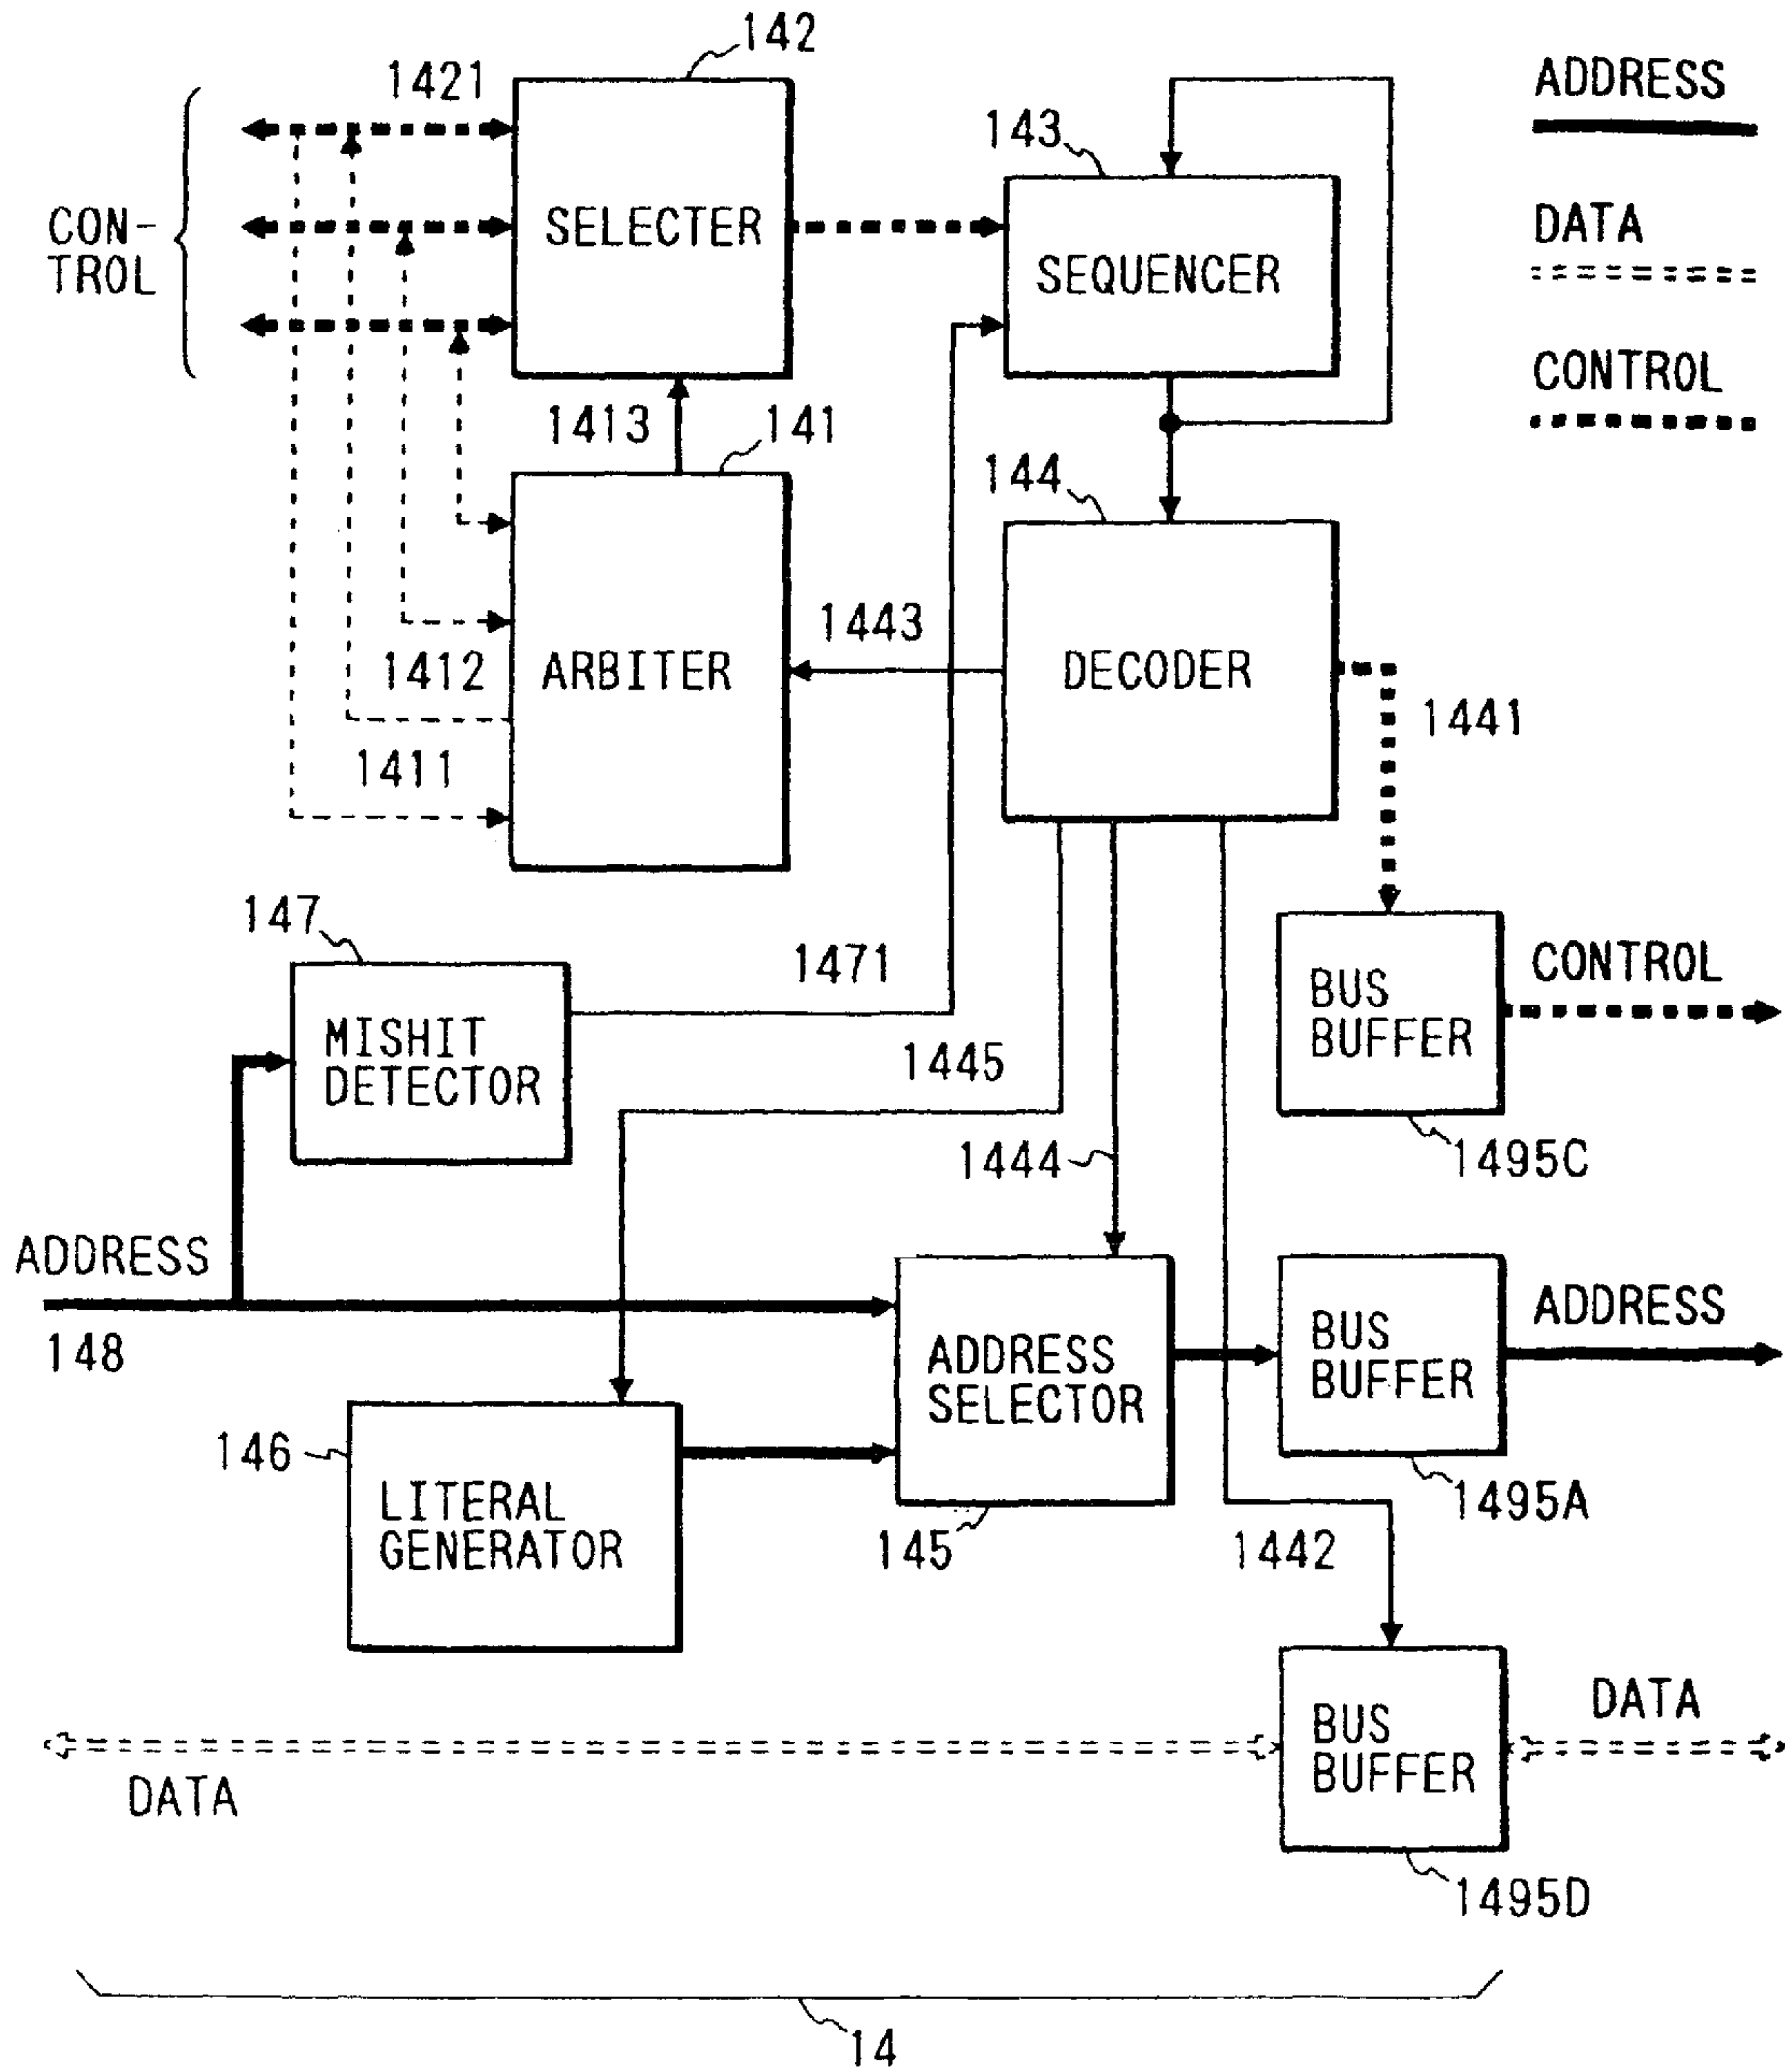 142
1421
ADDRESS
143
CON-
TROL
SELECTER
SEQUENCER
DATA
CONTROL
1413
141
144
1443
1412
ARBITER
DECODER
1441
1411
147
1471
MISHIT
DETECTOR
BUS
BUFFER
CONTROL
1445
1444
1495C
ADDRESS
148
ADDRESS
SELECTOR
BUS
BUFFER
ADDRESS
146
LITERAL
GENERATOR
145
1442
1495A
DATA
BUS
BUFFER
DATA
1495D
14